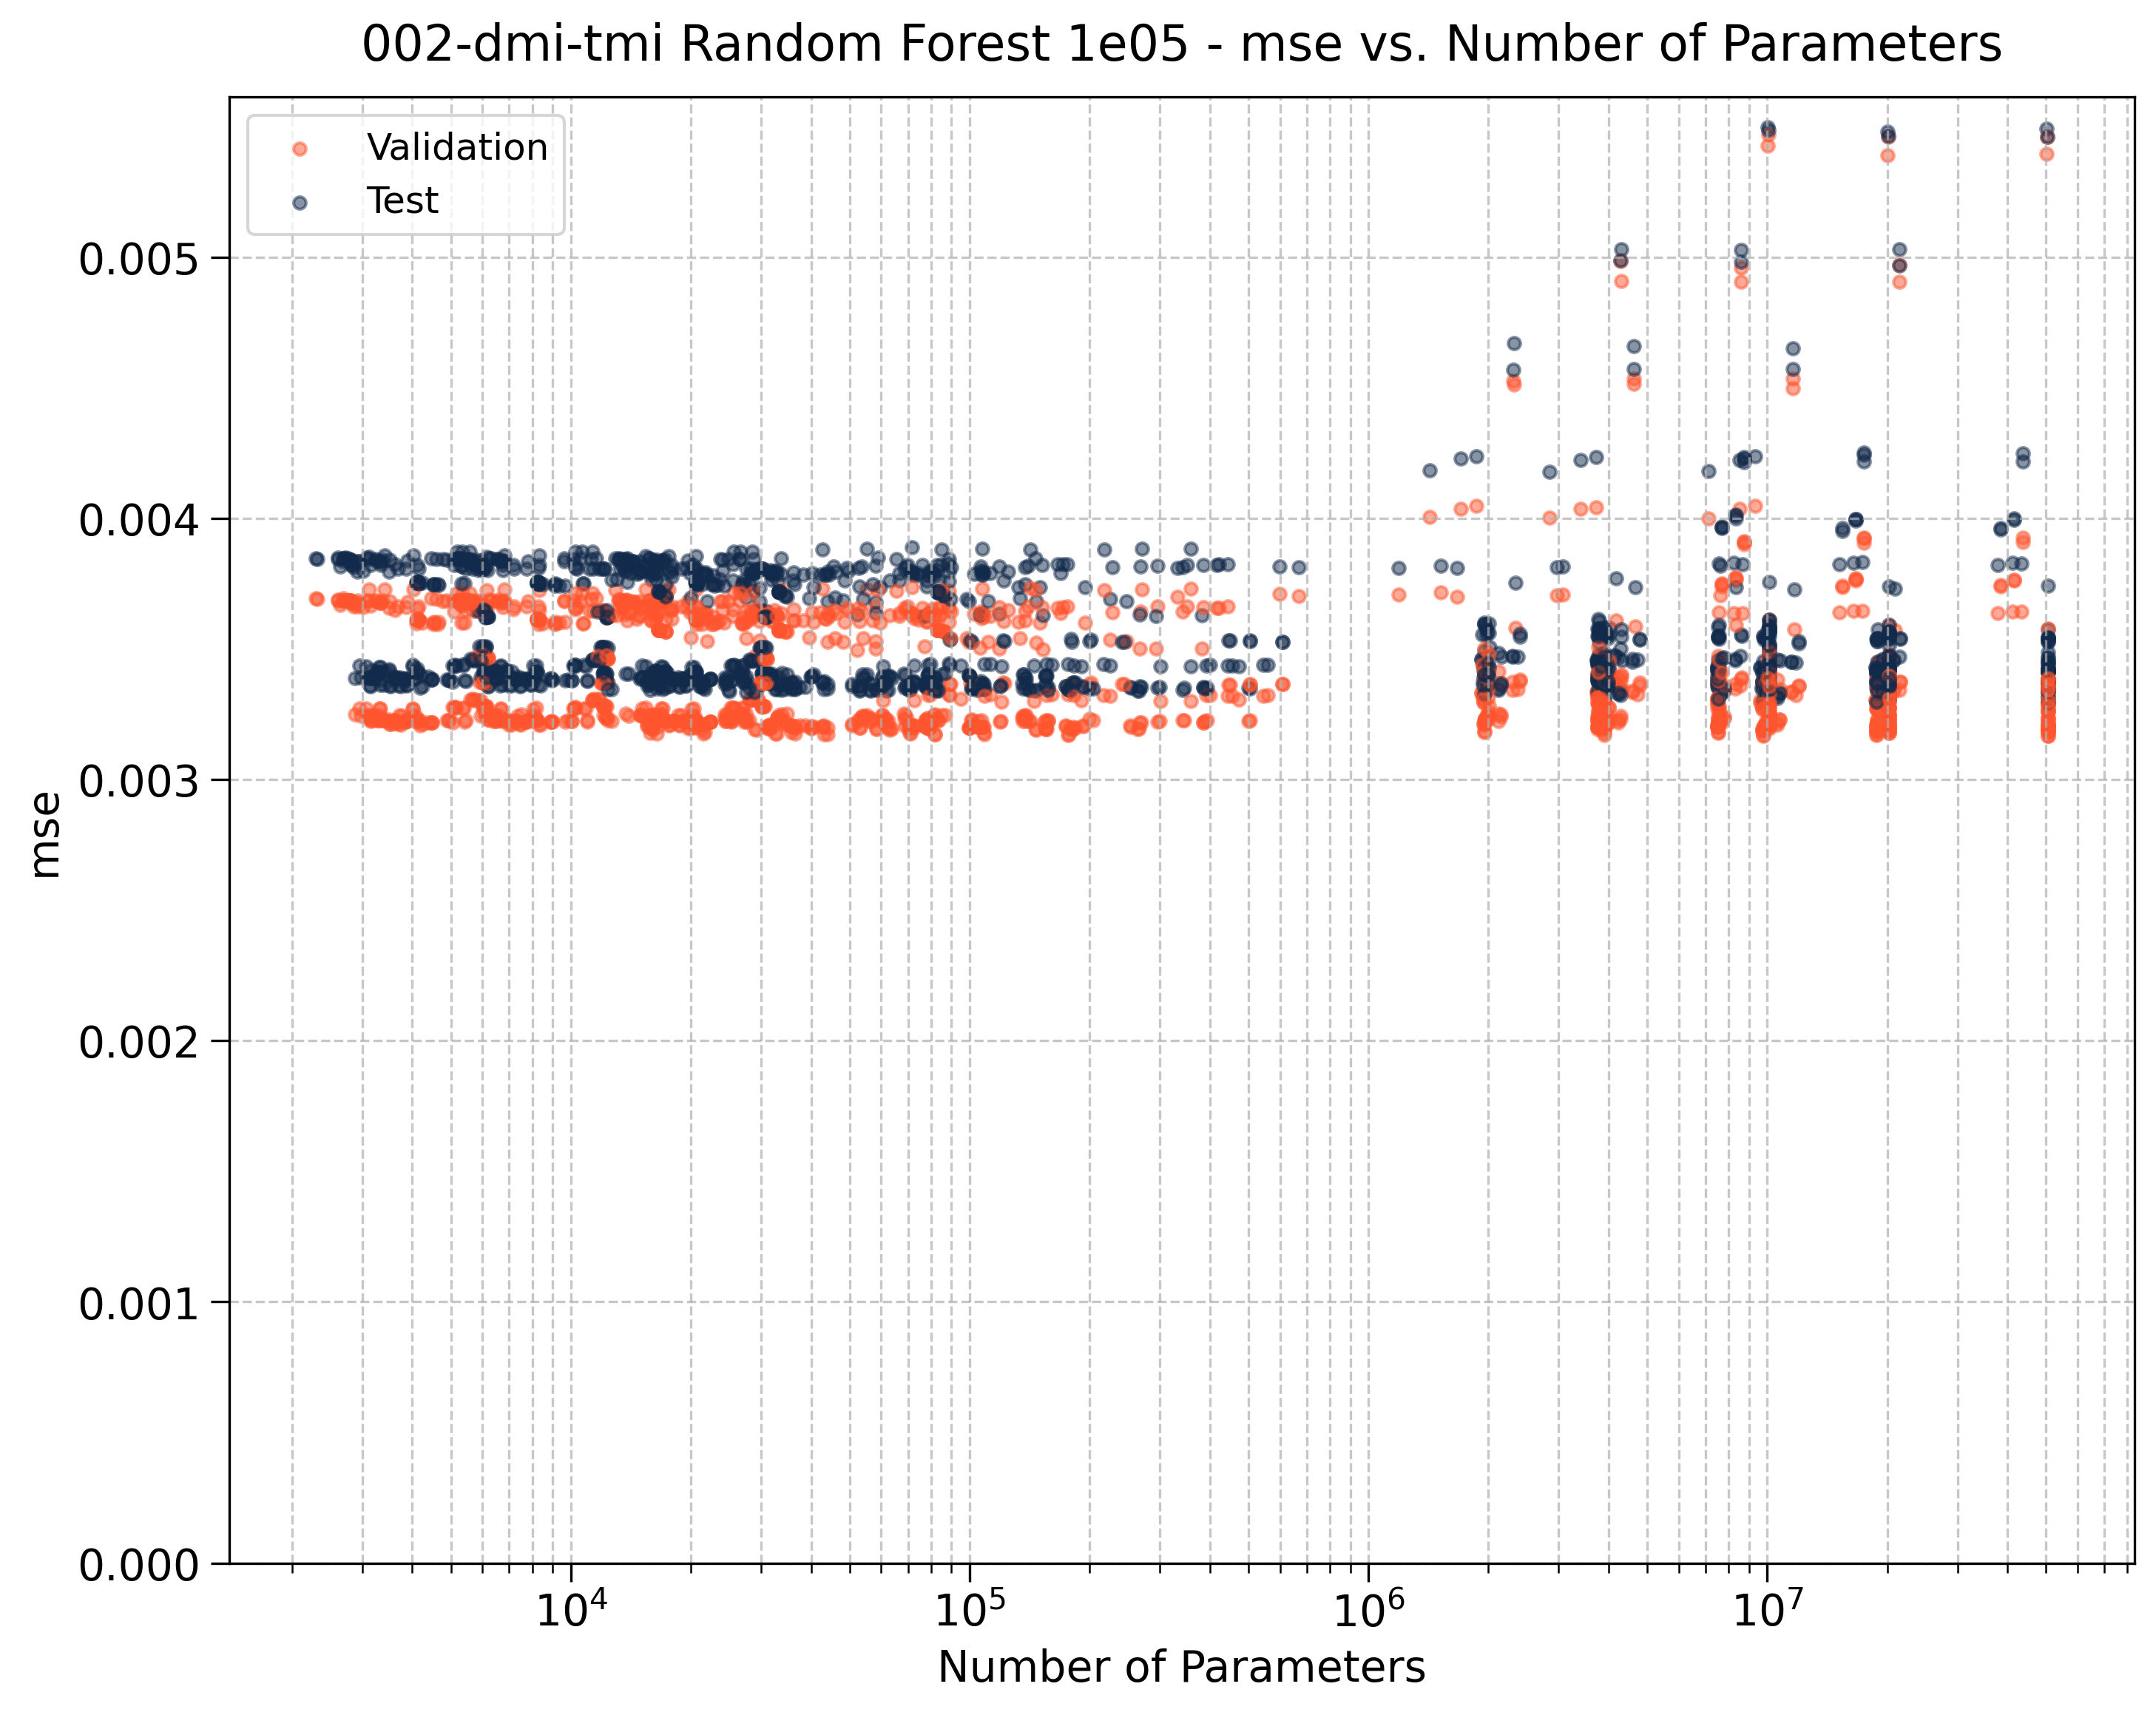 002-dmi-tmi Random Forest 1e05 - mse vs. Number of Parameters
Validation
Test
0.005
0.004
0.003
0.002
0.001
0.000
mse
10⁴ 10⁵ 10⁶ 10⁷
Number of Parameters